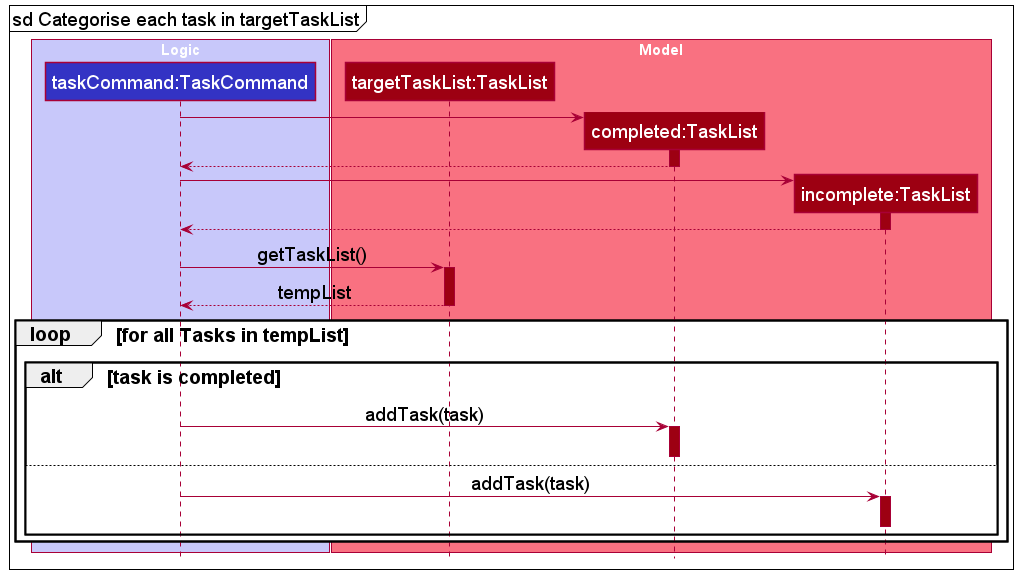 sd Categorise each task in targetTaskList
Logic
Model
taskCommand:TaskCommand
targetTaskList:TaskList
completed:TaskList
incomplete:TaskList
getTaskList()
tempList
loop
[for all Tasks in tempList]
alt
[task is completed]
addTask(task)
addTask(task)